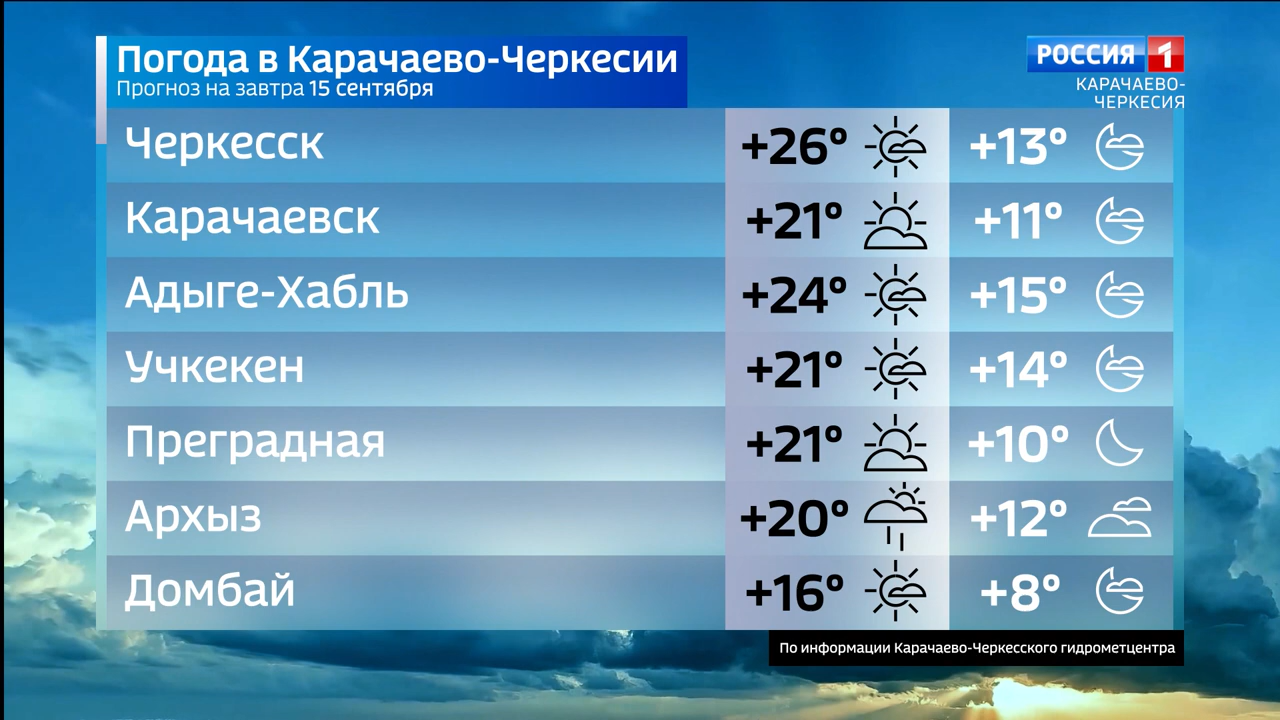 Погода в Карачаево-Черкесии
Прогноз на завтра 15 сентября
РОССИЯ 1
КАРАЧАЕВО-
ЧЕРКЕСИЯ
Черкесск +26° +13°
Карачаевск +21° +11°
Адыге-Хабль +24° +15°
Учкекен +21° +14°
Преградная +21° +10°
Архыз +20° +12°
Домбай +16° +8°
По информации Карачаево-Черкесского гидрометцентра